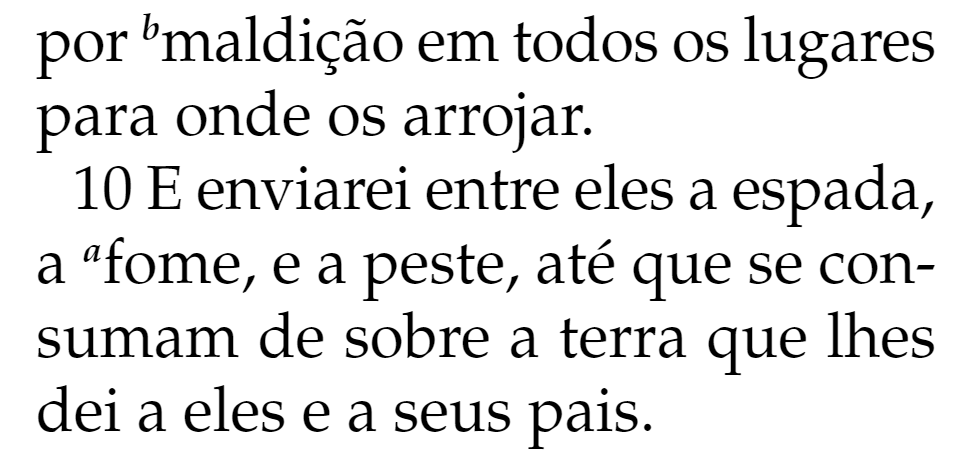 por ᵇmaldição em todos os lugares
para onde os arrojar.
10 E enviarei entre eles a espada,
a ᵃfome, e a peste, até que se con-
sumam de sobre a terra que lhes
dei a eles e a seus pais.